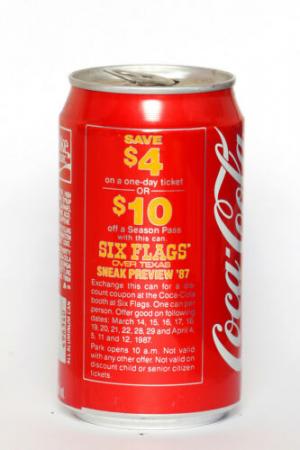 SAVE
$4
on a one-day ticket
OR
$10
off a Season Pass
with this can.
SIX FLAGS
OVER TEXAS
SNEAK PREVIEW '87
Exchange this can for a dis-
count coupon at the Coca-Cola
booth at Six Flags. One can per
person. Offer good on following
dates: March 14, 15, 16, 17, 18,
19, 20, 21, 22, 28, 29 and April 4,
5, 11 and 12, 1987.
Park opens 10 a.m. Not valid
with any other offer. Not valid on
discount child or senior citizen
tickets.
Coca-Cola